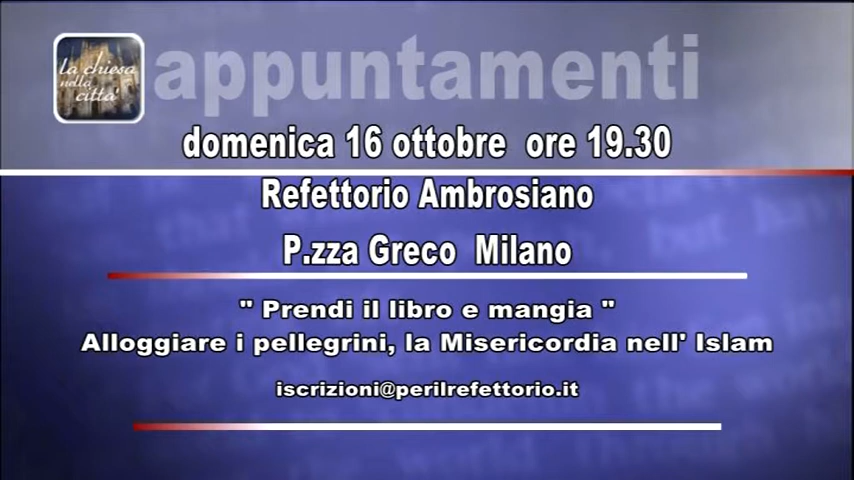 la chiesa
nella
città
appuntamenti
domenica 16 ottobre ore 19.30
Refettorio Ambrosiano
P.zza Greco Milano
" Prendi il libro e mangia "
Alloggiare i pellegrini, la Misericordia nell' Islam
iscrizioni@perilrefettorio.it